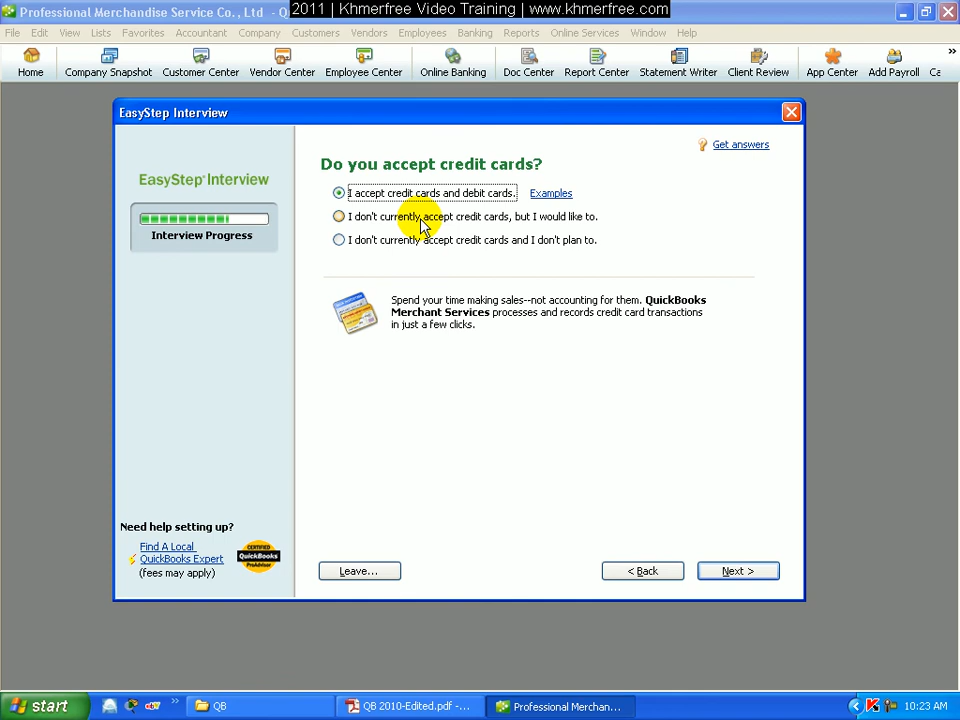 Professional Merchandise Service Co., Ltd - Q
2011 | Khmerfree Video Training | www.khmerfree.com
File Edit View Lists Favorites Accountant Company Customers Vendors Employees Banking Reports Online Services Window Help
Home Company Snapshot Customer Center Vendor Center Employee Center Online Banking Doc Center Report Center Statement Writer Client Review App Center Add Payroll Ca »
EasyStep Interview
Get answers
Do you accept credit cards?
EasyStep® Interview
I accept credit cards and debit cards. Examples
I don't currently accept credit cards, but I would like to.
Interview Progress
I don't currently accept credit cards and I don't plan to.
Spend your time making sales--not accounting for them. QuickBooks
Merchant Services processes and records credit card transactions
in just a few clicks.
Need help setting up?
Find A Local
QuickBooks Expert
(fees may apply)
CERTIFIED
QuickBooks
ProAdvisor
Leave... < Back Next >
start » QB QB 2010-Edited.pdf -... Professional Merchan... 10:23 AM